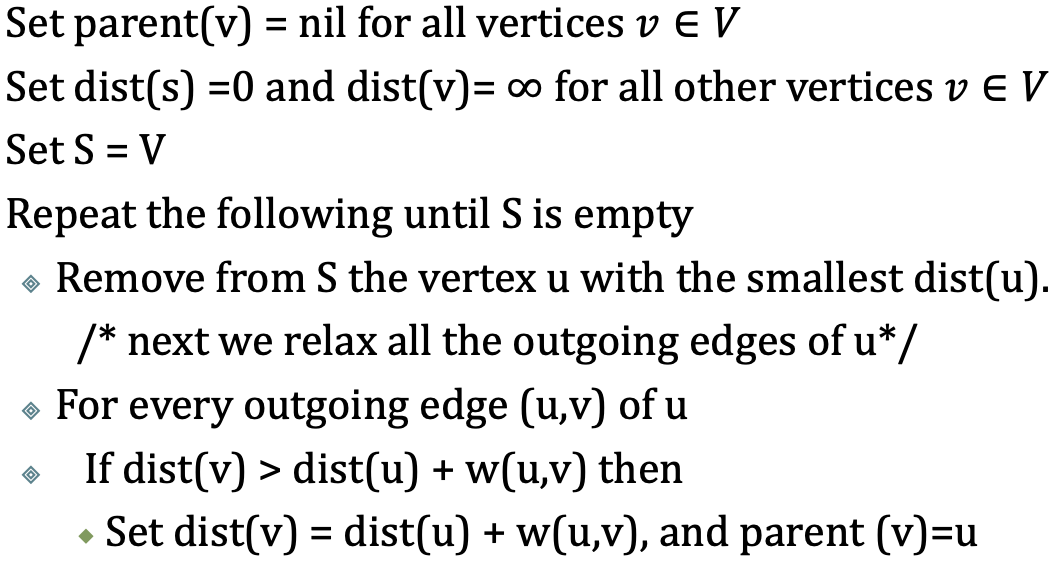 Set parent(v) = nil for all vertices 𝑣 ∈ 𝑉
Set dist(s) =0 and dist(v)= ∞ for all other vertices 𝑣 ∈ 𝑉
Set S = V
Repeat the following until S is empty
Remove from S the vertex u with the smallest dist(u).
/* next we relax all the outgoing edges of u*/
For every outgoing edge (u,v) of u
If dist(v) > dist(u) + w(u,v) then
Set dist(v) = dist(u) + w(u,v), and parent (v)=u